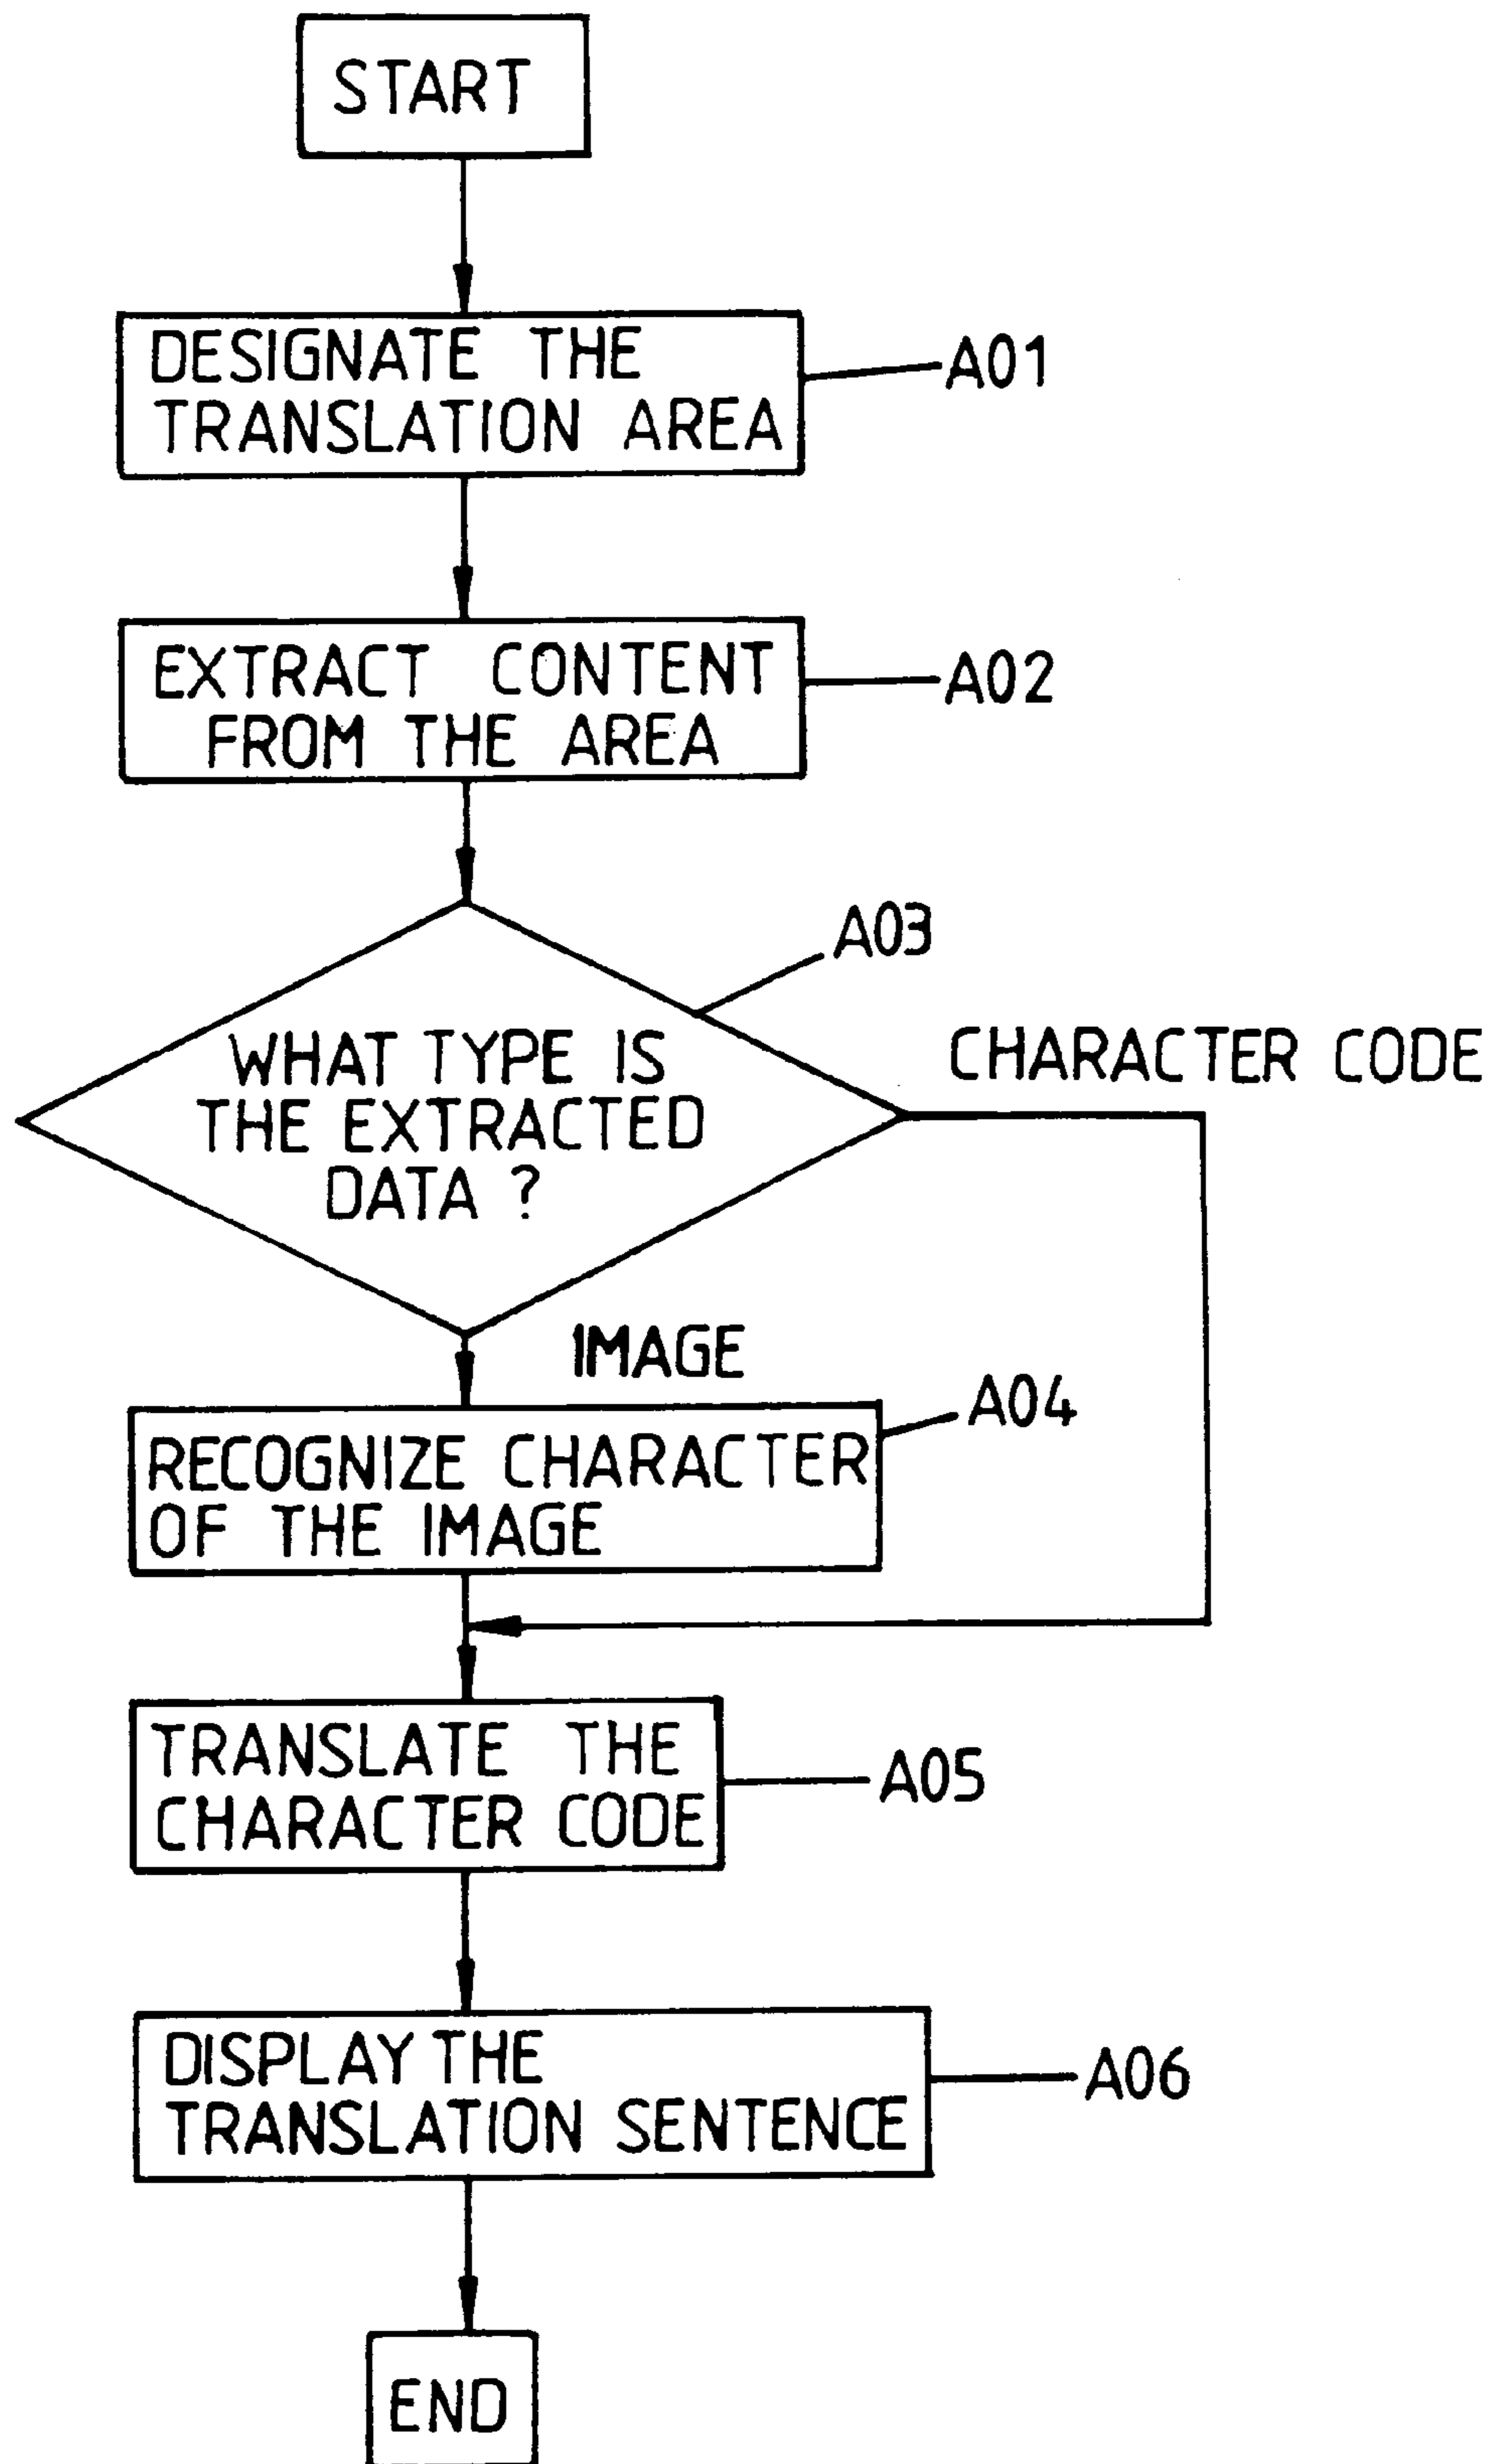 START
DESIGNATE THE
TRANSLATION AREA
A01
EXTRACT CONTENT
FROM THE AREA
A02
A03
WHAT TYPE IS
THE EXTRACTED
DATA ?
CHARACTER CODE
IMAGE
A04
RECOGNIZE CHARACTER
OF THE IMAGE
TRANSLATE THE
CHARACTER CODE
A05
DISPLAY THE
TRANSLATION SENTENCE
A06
END